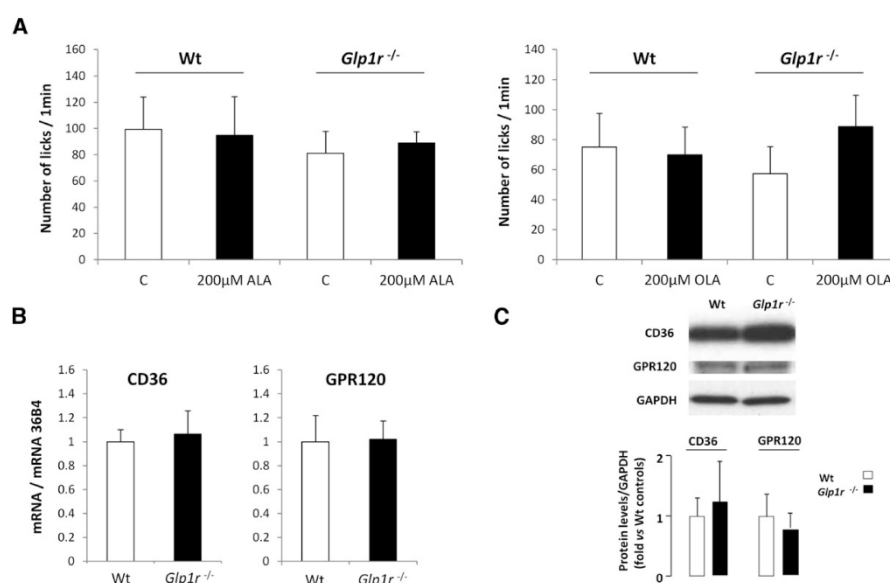 A
Wt
Glp1r -/-
Number of licks / 1min
160
140
120
100
80
60
40
20
0
C
200μM ALA
C
200μM ALA
Wt
Glp1r -/-
Number of licks / 1min
160
140
120
100
80
60
40
20
0
C
200μM OLA
C
200μM OLA
B
CD36
mRNA / mRNA 36B4
1.6
1.4
1.2
1
0.8
0.6
0.4
0.2
0
Wt
Glp1r -/-
GPR120
1.6
1.4
1.2
1
0.8
0.6
0.4
0.2
0
Wt
Glp1r -/-
C
Wt Glp1r -/-
CD36
GPR120
GAPDH
CD36 GPR120
Protein levels/GAPDH
(fold vs Wt controls)
2
1
0
Wt
Glp1r -/-